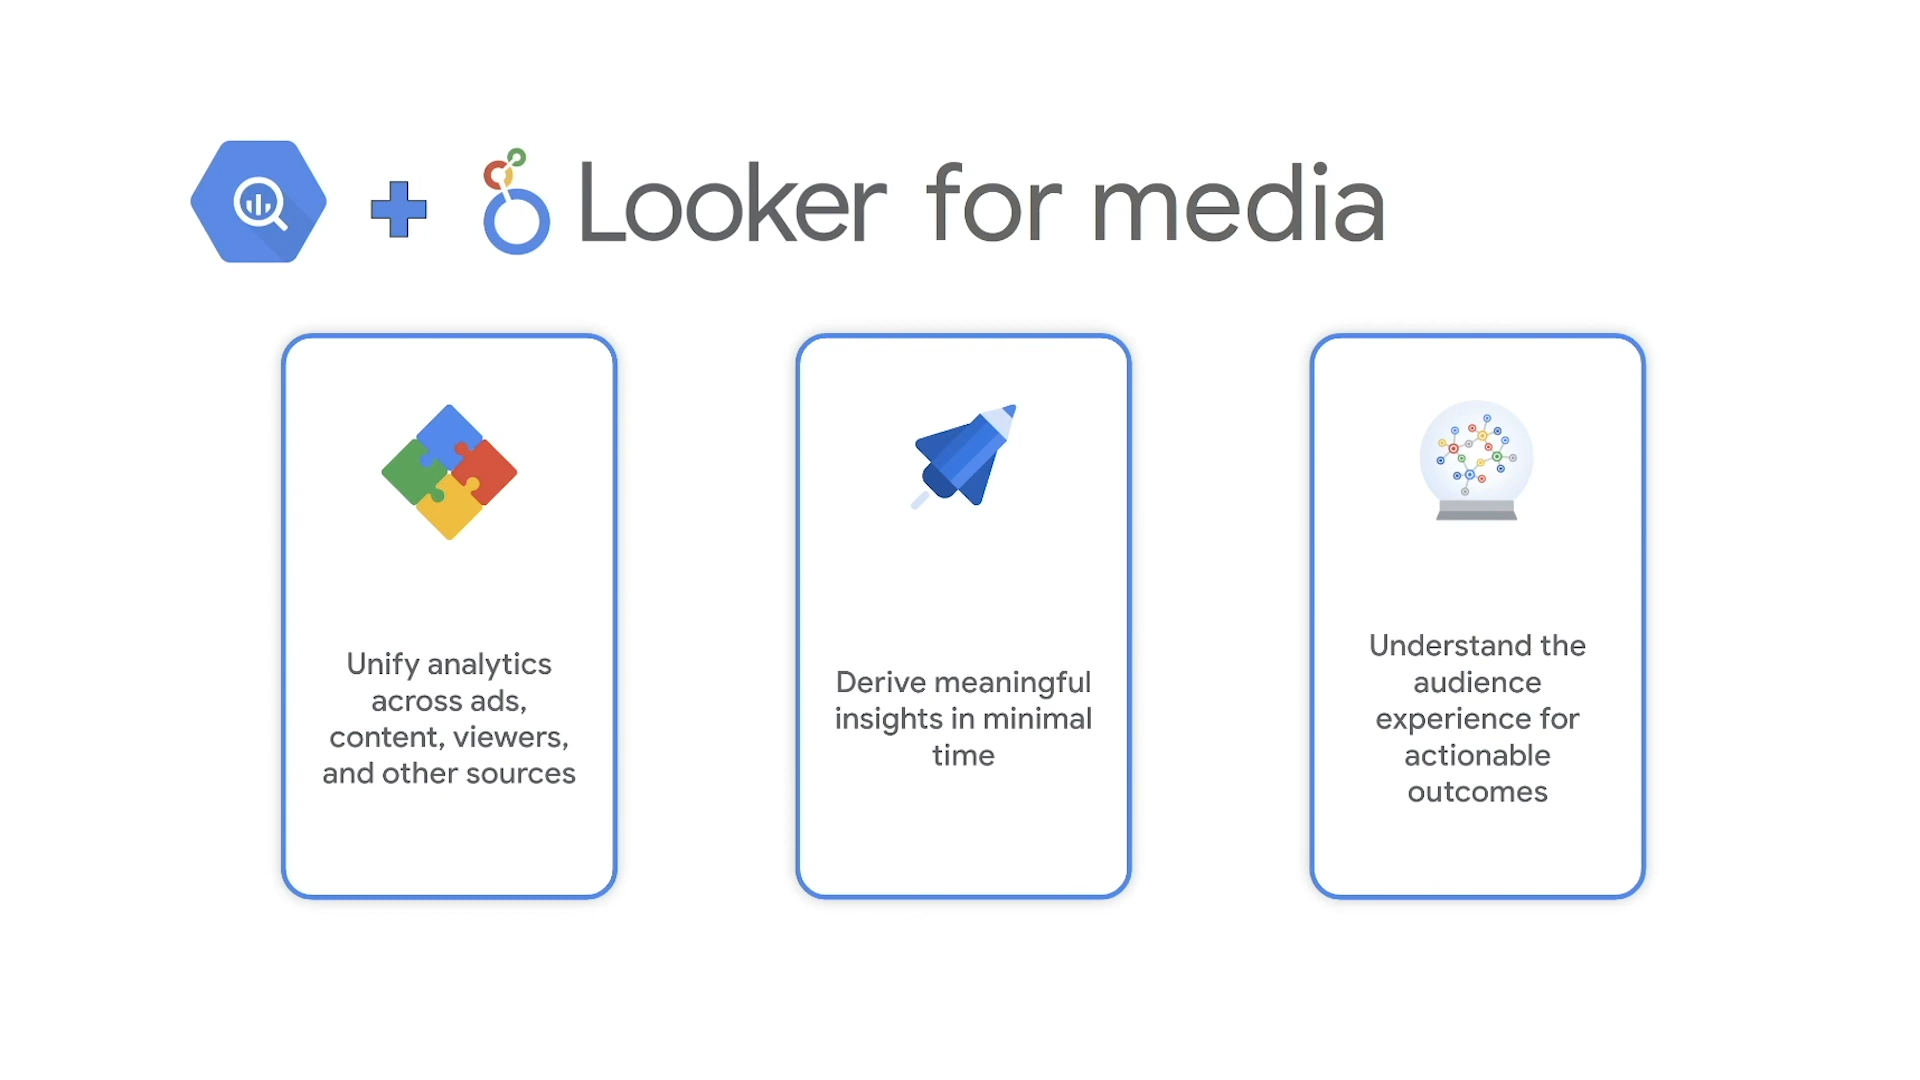 Looker for media
Unify analytics
across ads,
content, viewers,
and other sources
Derive meaningful
insights in minimal
time
Understand the
audience
experience for
actionable
outcomes